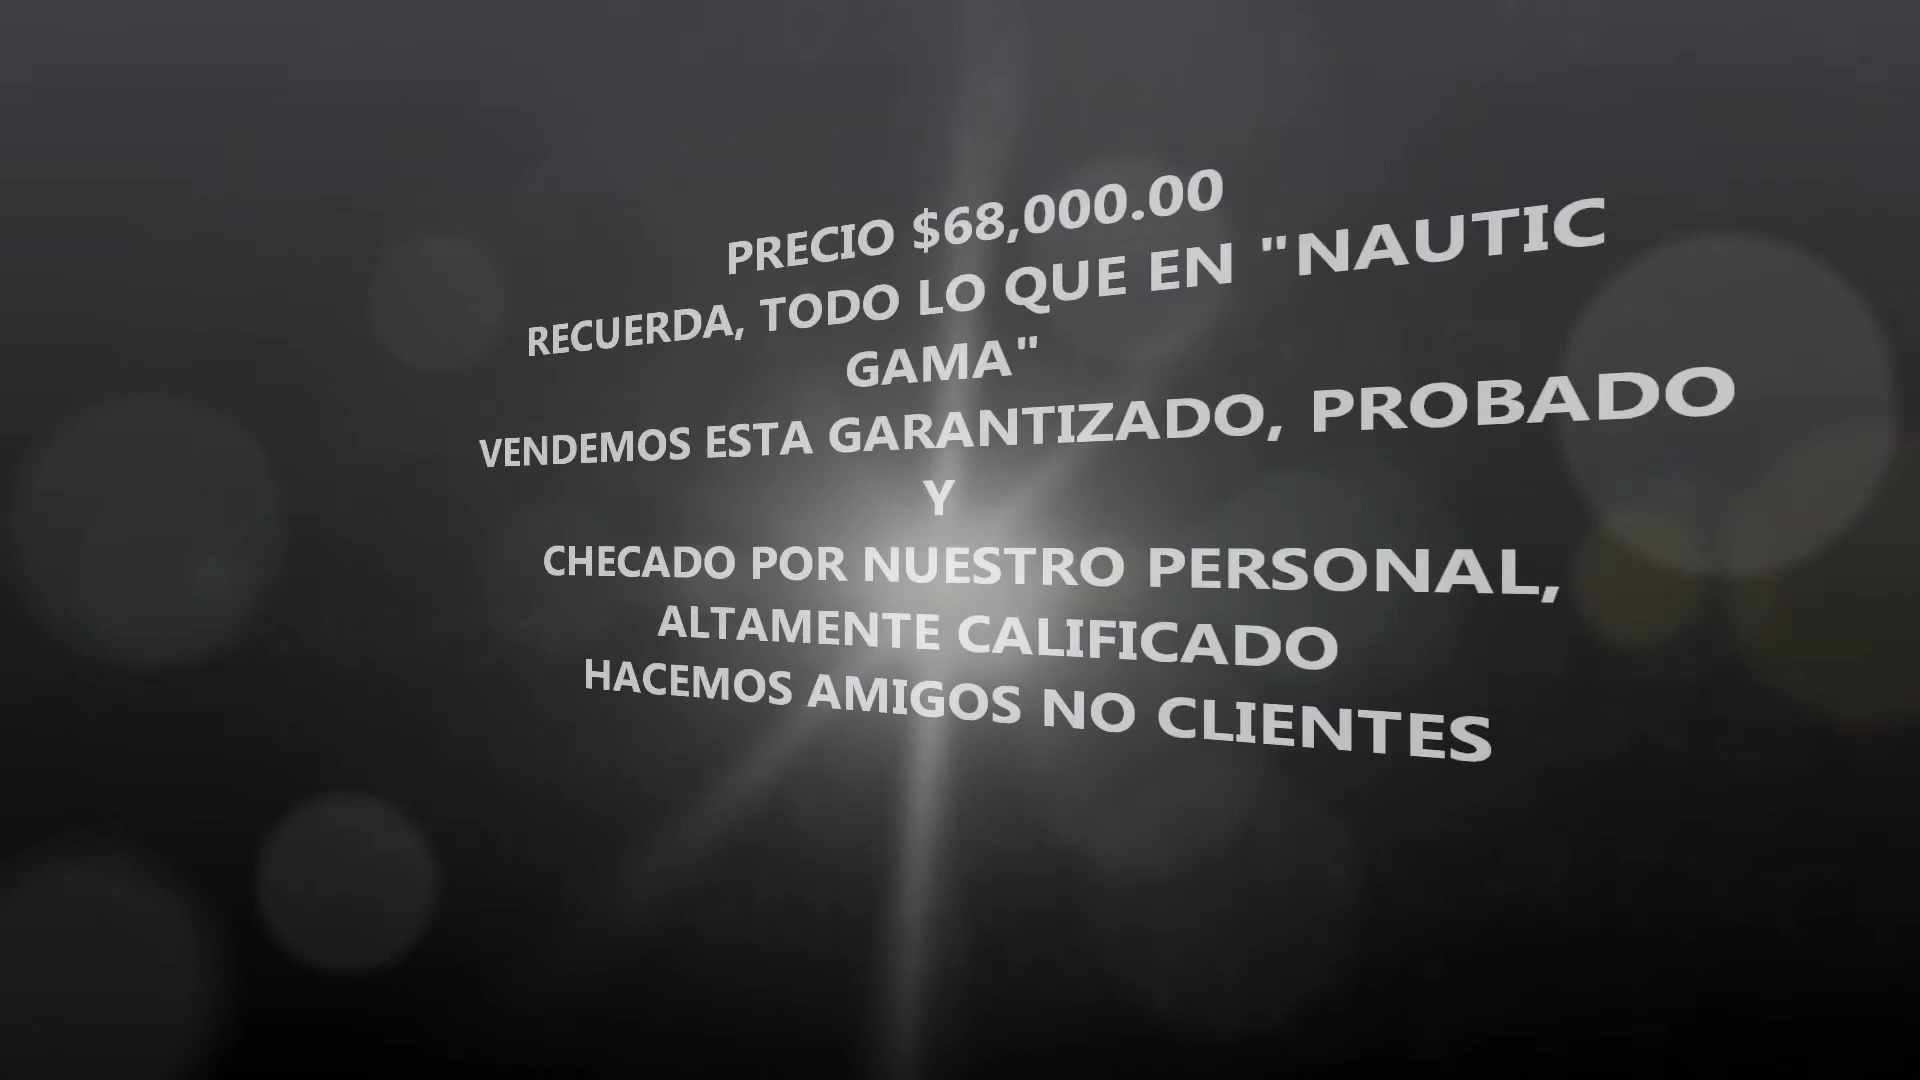 PRECIO $68,000.00
RECUERDA, TODO LO QUE EN "NAUTIC
GAMA"
VENDEMOS ESTA GARANTIZADO, PROBADO
Y
CHECADO POR NUESTRO PERSONAL,
ALTAMENTE CALIFICADO
HACEMOS AMIGOS NO CLIENTES